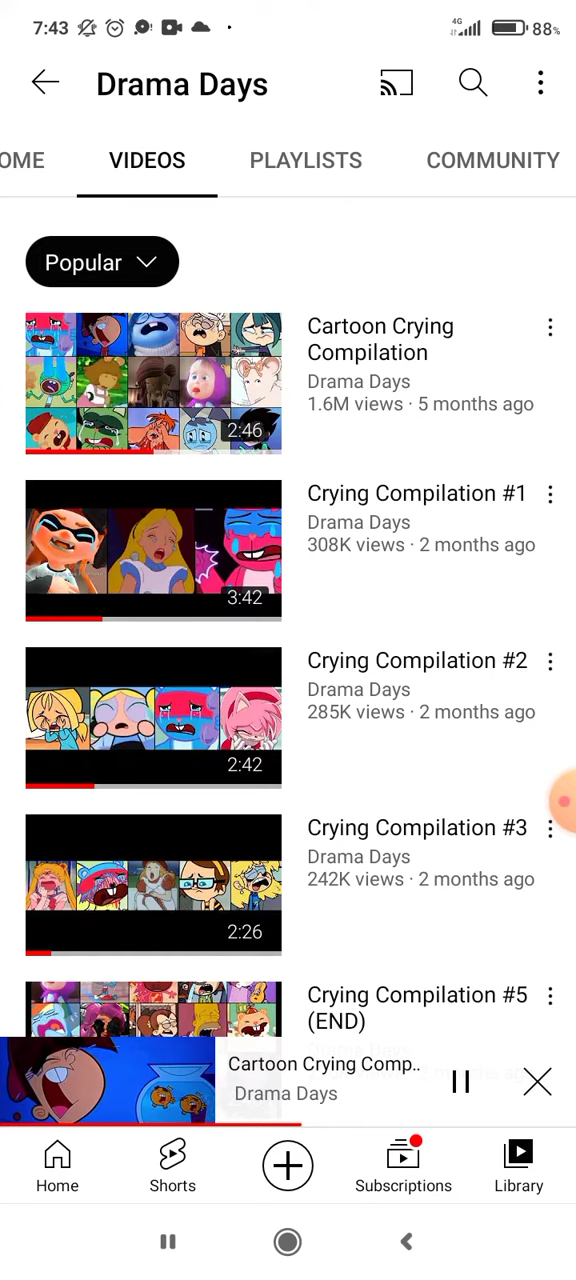 7:43
4G
88%
Drama Days
OME
VIDEOS
PLAYLISTS
COMMUNITY
Popular
Cartoon Crying
Compilation
Drama Days
1.6M views · 5 months ago
2:46
Crying Compilation #1
Drama Days
308K views · 2 months ago
3:42
Crying Compilation #2
Drama Days
285K views · 2 months ago
2:42
Crying Compilation #3
Drama Days
242K views · 2 months ago
2:26
Crying Compilation #5
(END)
Cartoon Crying Comp..
Drama Days
Home
Shorts
Subscriptions
Library